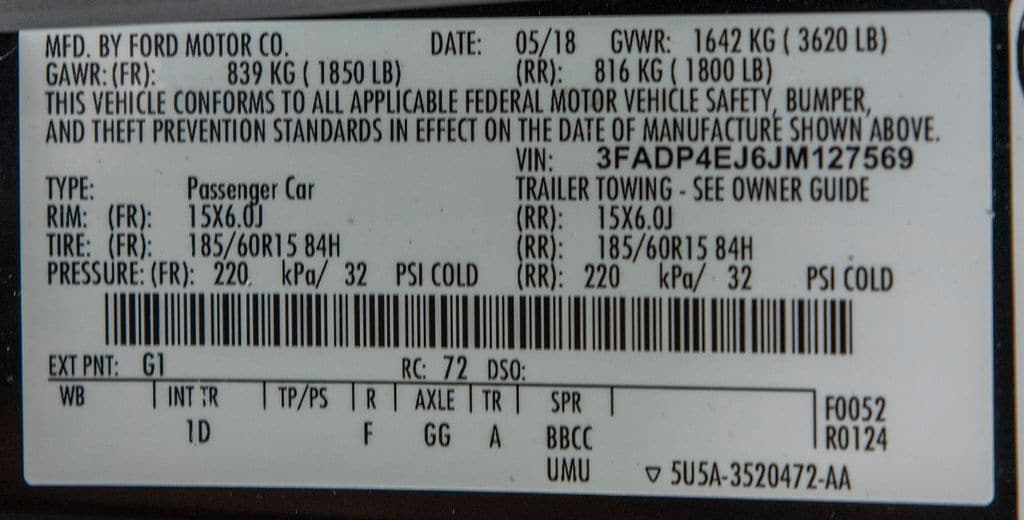 MFD. BY FORD MOTOR CO. DATE: 05/18 GVWR: 1642 KG ( 3620 LB)
GAWR: (FR): 839 KG ( 1850 LB) (RR): 816 KG ( 1800 LB)
THIS VEHICLE CONFORMS TO ALL APPLICABLE FEDERAL MOTOR VEHICLE SAFETY, BUMPER,
AND THEFT PREVENTION STANDARDS IN EFFECT ON THE DATE OF MANUFACTURE SHOWN ABOVE.
VIN: 3FADP4EJ6JM127569
TYPE: Passenger Car TRAILER TOWING - SEE OWNER GUIDE
RIM: (FR): 15X6.0J (RR): 15X6.0J
TIRE: (FR): 185/60R15 84H (RR): 185/60R15 84H
PRESSURE: (FR): 220 kPa/ 32 PSI COLD (RR): 220 kPa/ 32 PSI COLD
EXT PNT: G1 RC: 72 DSO:
WB INT TR TP/PS R AXLE TR SPR F0052
1D F GG A BBCC R0124
UMU ▽ 5U5A-3520472-AA